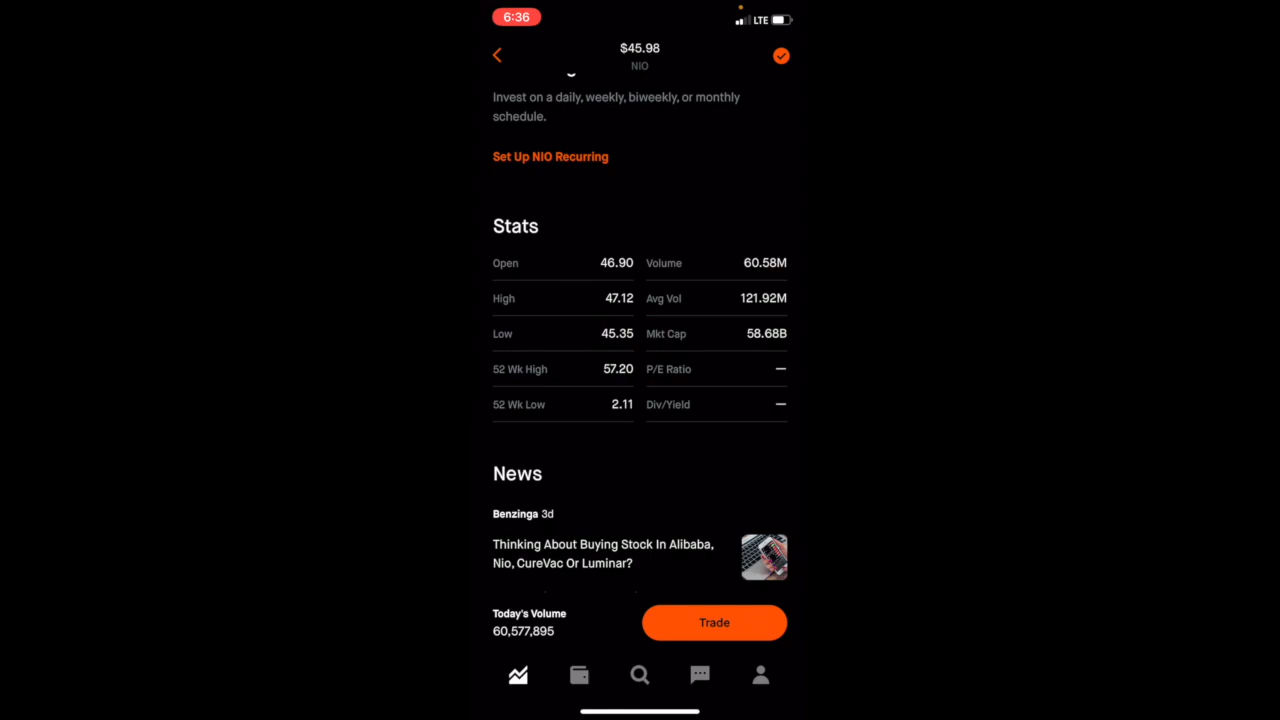 6:36
LTE
$45.98
NIO
Invest on a daily, weekly, biweekly, or monthly
schedule.
Set Up NIO Recurring
Stats
Open 46.90 Volume 60.58M
High 47.12 Avg Vol 121.92M
Low 45.35 Mkt Cap 58.68B
52 Wk High 57.20 P/E Ratio —
52 Wk Low 2.11 Div/Yield —
News
Benzinga 3d
Thinking About Buying Stock In Alibaba,
Nio, CureVac Or Luminar?
Today's Volume
60,577,895
Trade